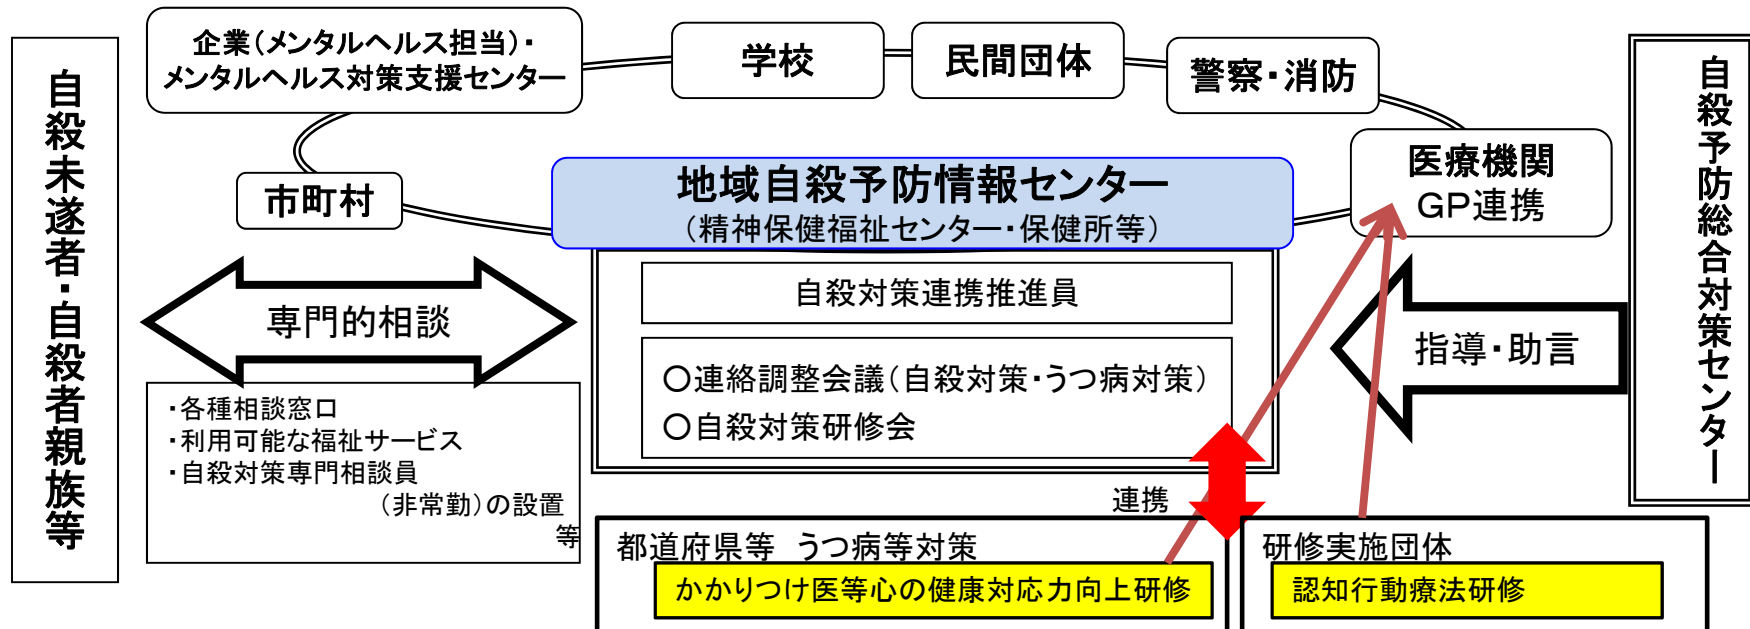 自殺未遂者・自殺者親族等
企業(メンタルヘルス担当)・
メンタルヘルス対策支援センター
学校
民間団体
警察・消防
医療機関
GP連携
市町村
地域自殺予防情報センター
(精神保健福祉センター・保健所等)
自殺対策連携推進員
○連絡調整会議(自殺対策・うつ病対策)
○自殺対策研修会
専門的相談
・各種相談窓口
・利用可能な福祉サービス
・自殺対策専門相談員
(非常勤)の設置
等
指導・助言
自殺予防総合対策センター
連携
都道府県等 うつ病等対策
かかりつけ医等心の健康対応力向上研修
研修実施団体
認知行動療法研修